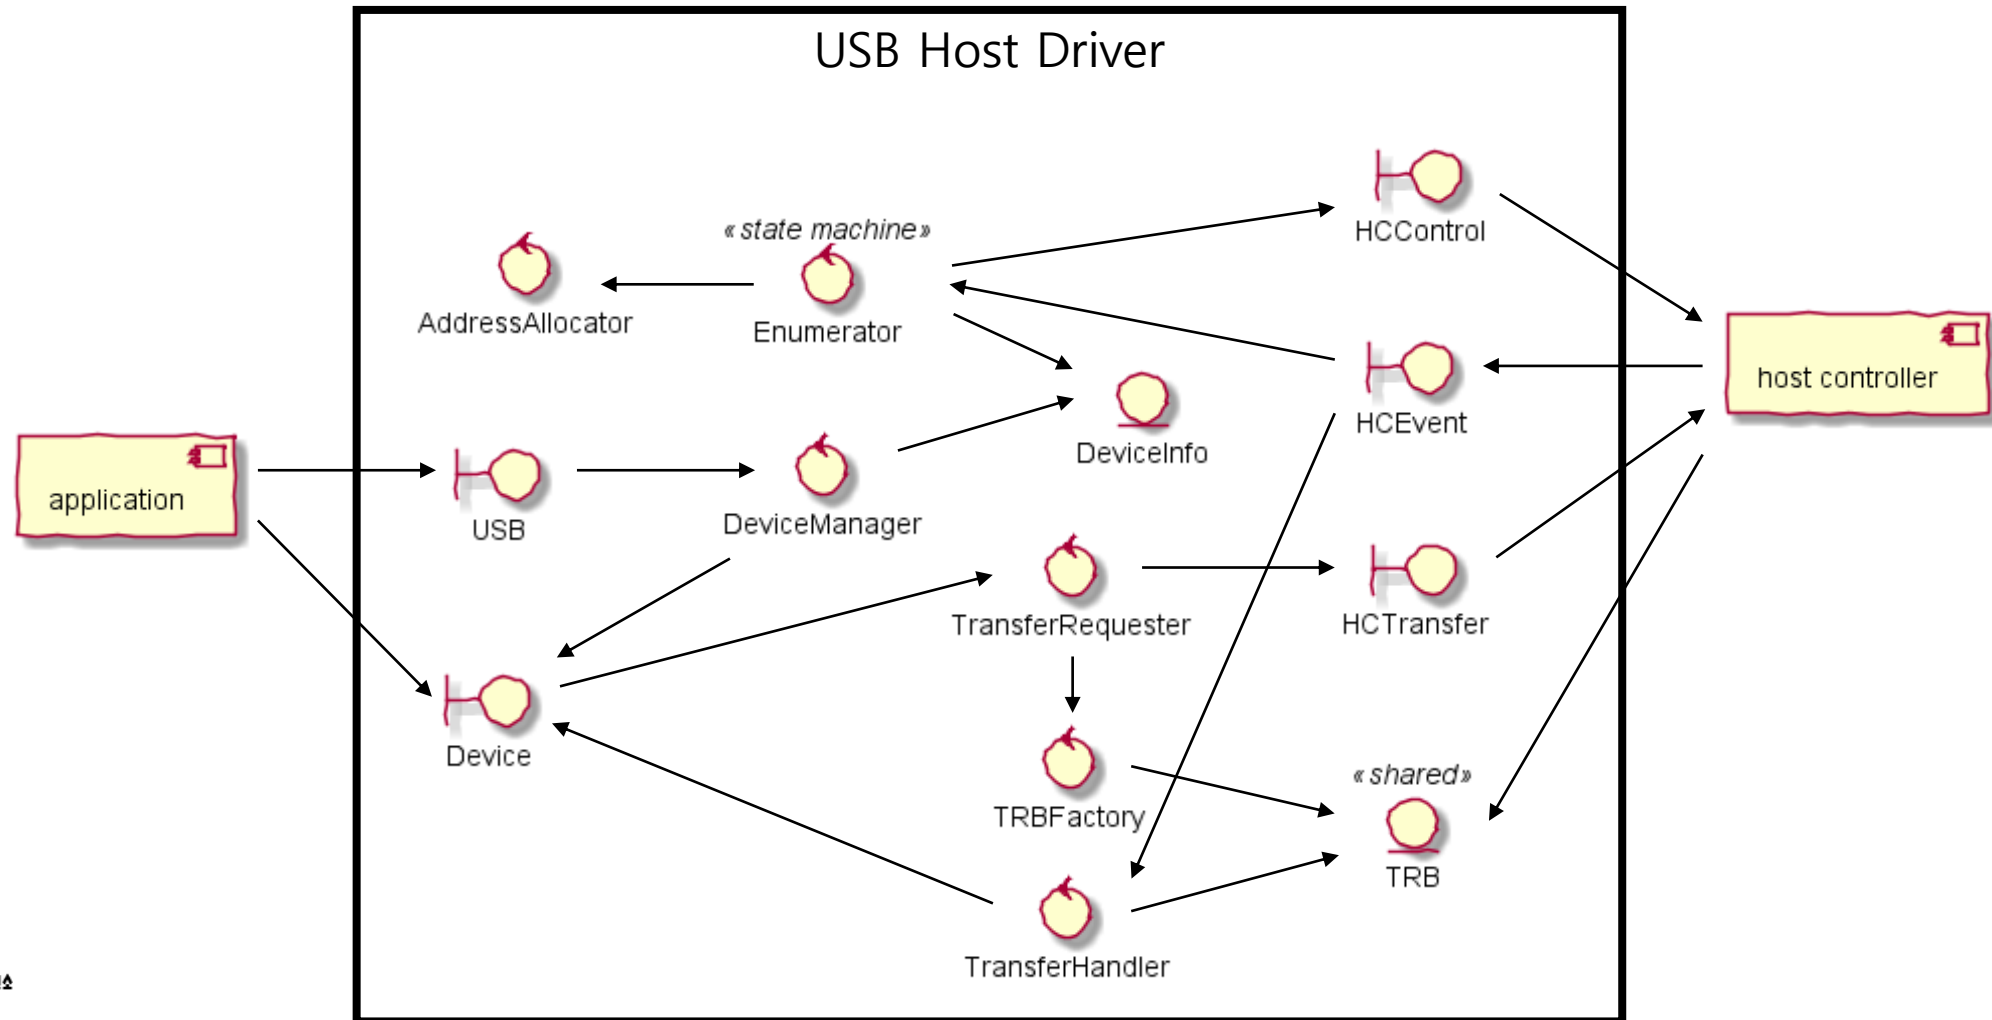 USB Host Driver
HCControl
«state machine»
AddressAllocator
Enumerator
host controller
HCEvent
DeviceInfo
application
USB
DeviceManager
TransferRequester
HCTransfer
Device
«shared»
TRBFactory
TRB
TransferHandler